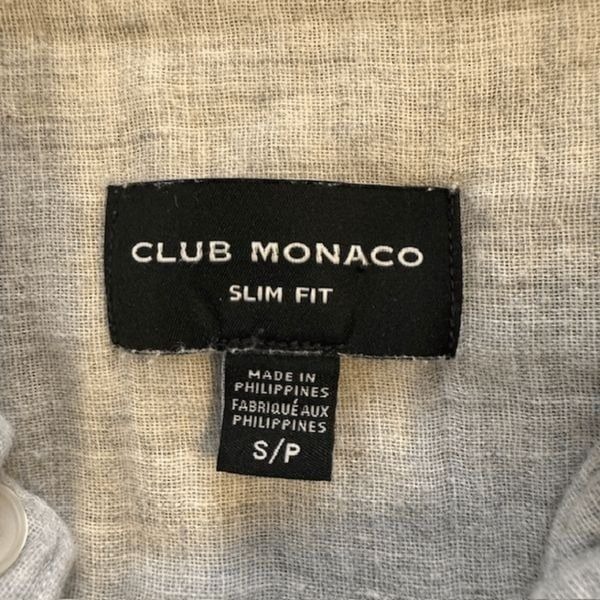 CLUB MONACO
SLIM FIT
MADE IN
PHILIPPINES
FABRIQUÉ AUX
PHILIPPINES
S/P